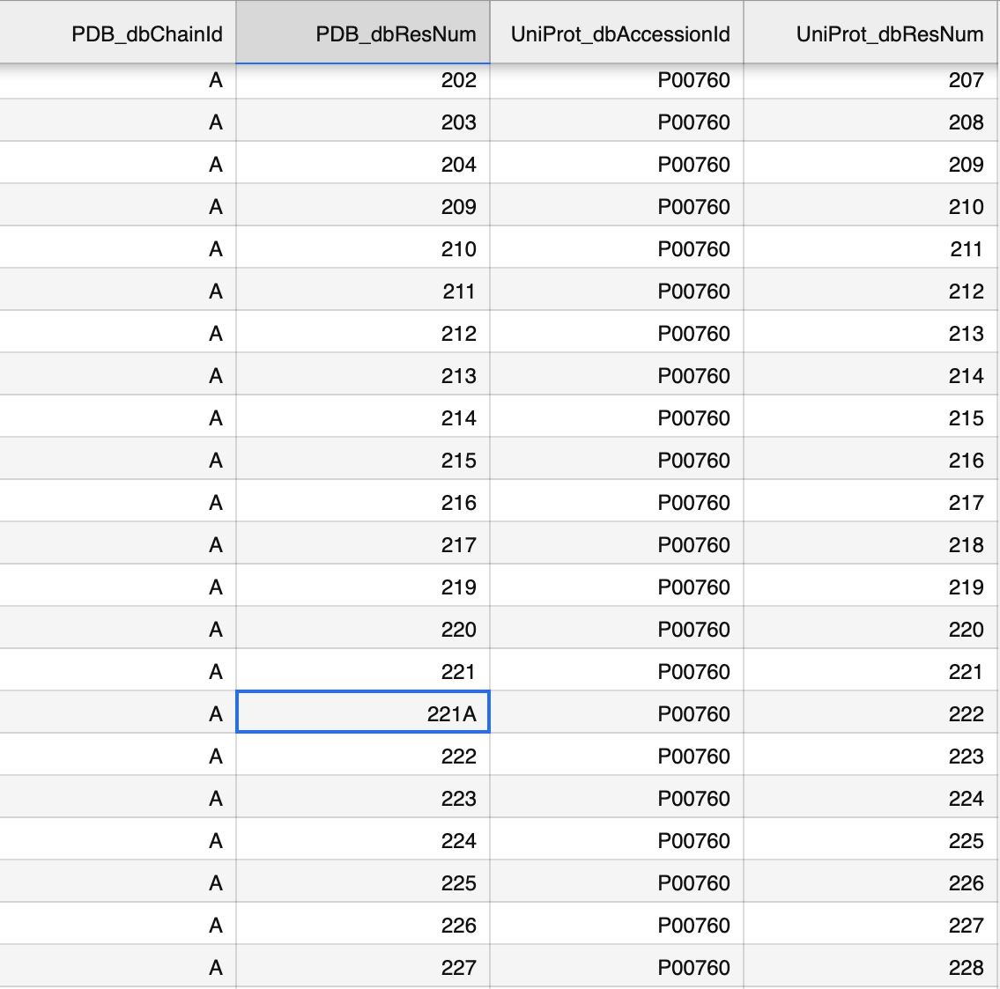 PDB_dbChainId PDB_dbResNum UniProt_dbAccessionId UniProt_dbResNum
A 202 P00760 207
A 203 P00760 208
A 204 P00760 209
A 209 P00760 210
A 210 P00760 211
A 211 P00760 212
A 212 P00760 213
A 213 P00760 214
A 214 P00760 215
A 215 P00760 216
A 216 P00760 217
A 217 P00760 218
A 219 P00760 219
A 220 P00760 220
A 221 P00760 221
A 221A P00760 222
A 222 P00760 223
A 223 P00760 224
A 224 P00760 225
A 225 P00760 226
A 226 P00760 227
A 227 P00760 228